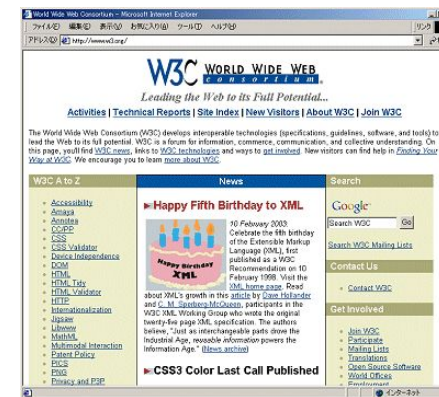 World Wide Web Consortium - Microsoft Internet Explorer
ファイル(F) 編集(E) 表示(V) お気に入り(A) ツール(T) ヘルプ(H)
リンク
アドレス(D) http://www.w3.org/
W3C WORLD WIDE WEB
consortium
Leading the Web to its Full Potential...
Activities | Technical Reports | Site Index | New Visitors | About W3C | Join W3C
The World Wide Web Consortium (W3C) develops interoperable technologies (specifications, guidelines, software, and tools) to
lead the Web to its full potential. W3C is a forum for information, commerce, communication, and collective understanding. On
this page, you'll find W3C news, links to W3C technologies and ways to get involved. New visitors can find help in Finding Your
Way at W3C. We encourage you to learn more about W3C.
W3C A to Z
Accessibility
Amaya
Annotea
CC/PP
CSS
CSS Validator
Device Independence
DOM
HTML
HTML Tidy
HTML Validator
HTTP
Internationalization
Jigsaw
Libwww
MathML
Multimodal Interaction
Patent Policy
PICS
PNG
Privacy and P3P
News
Happy Fifth Birthday to XML
Happy Birthday
XML
10 February 2003:
Celebrate the fifth birthday
of the Extensible Markup
Language (XML), first
published as a W3C
Recommendation on 10
February 1998. Visit the
XML home page. Read
about XML's growth in this article by Dave Hollander
and C. M. Sperberg-McQueen, participants in the
W3C XML Working Group who wrote the original
twenty-five page XML specification. The authors
believe, "Just as interchangeable parts drove the
Industrial Age, reusable information powers the
Information Age." (News archive)
CSS3 Color Last Call Published
Search
Google
Search W3C Go
Search W3C Mailing Lists
Contact Us
Contact W3C
Get Involved
Join W3C
Participate
Mailing Lists
Translations
Open Source Software
World Offices
Employment
インターネット